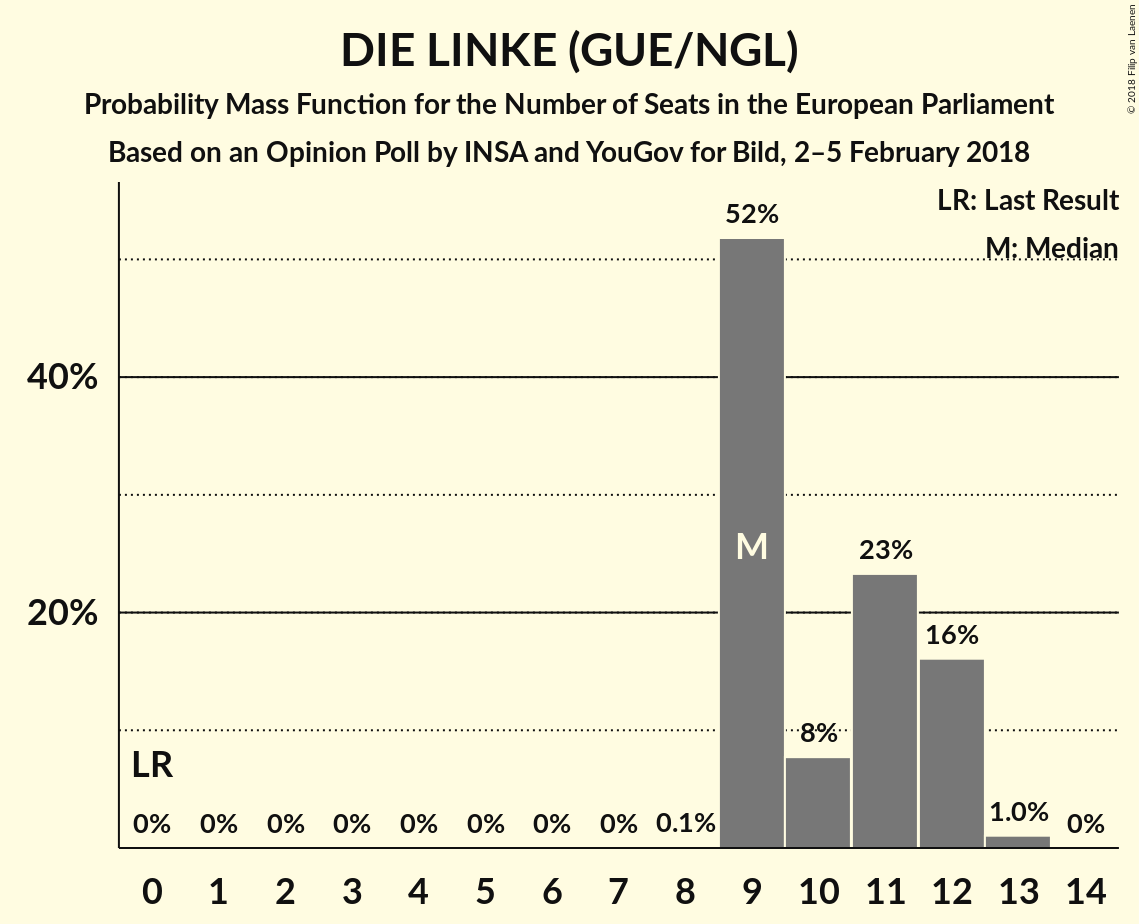 DIE LINKE (GUE/NGL)
Probability Mass Function for the Number of Seats in the European Parliament
Based on an Opinion Poll by INSA and YouGov for Bild, 2–5 February 2018
© 2018 Filip van Laenen
LR: Last Result
M: Median
52%
40%
M
23%
20%
16%
8%
LR
0% 0% 0% 0% 0% 0% 0% 0% 0.1% 1.0% 0%
0 1 2 3 4 5 6 7 8 9 10 11 12 13 14